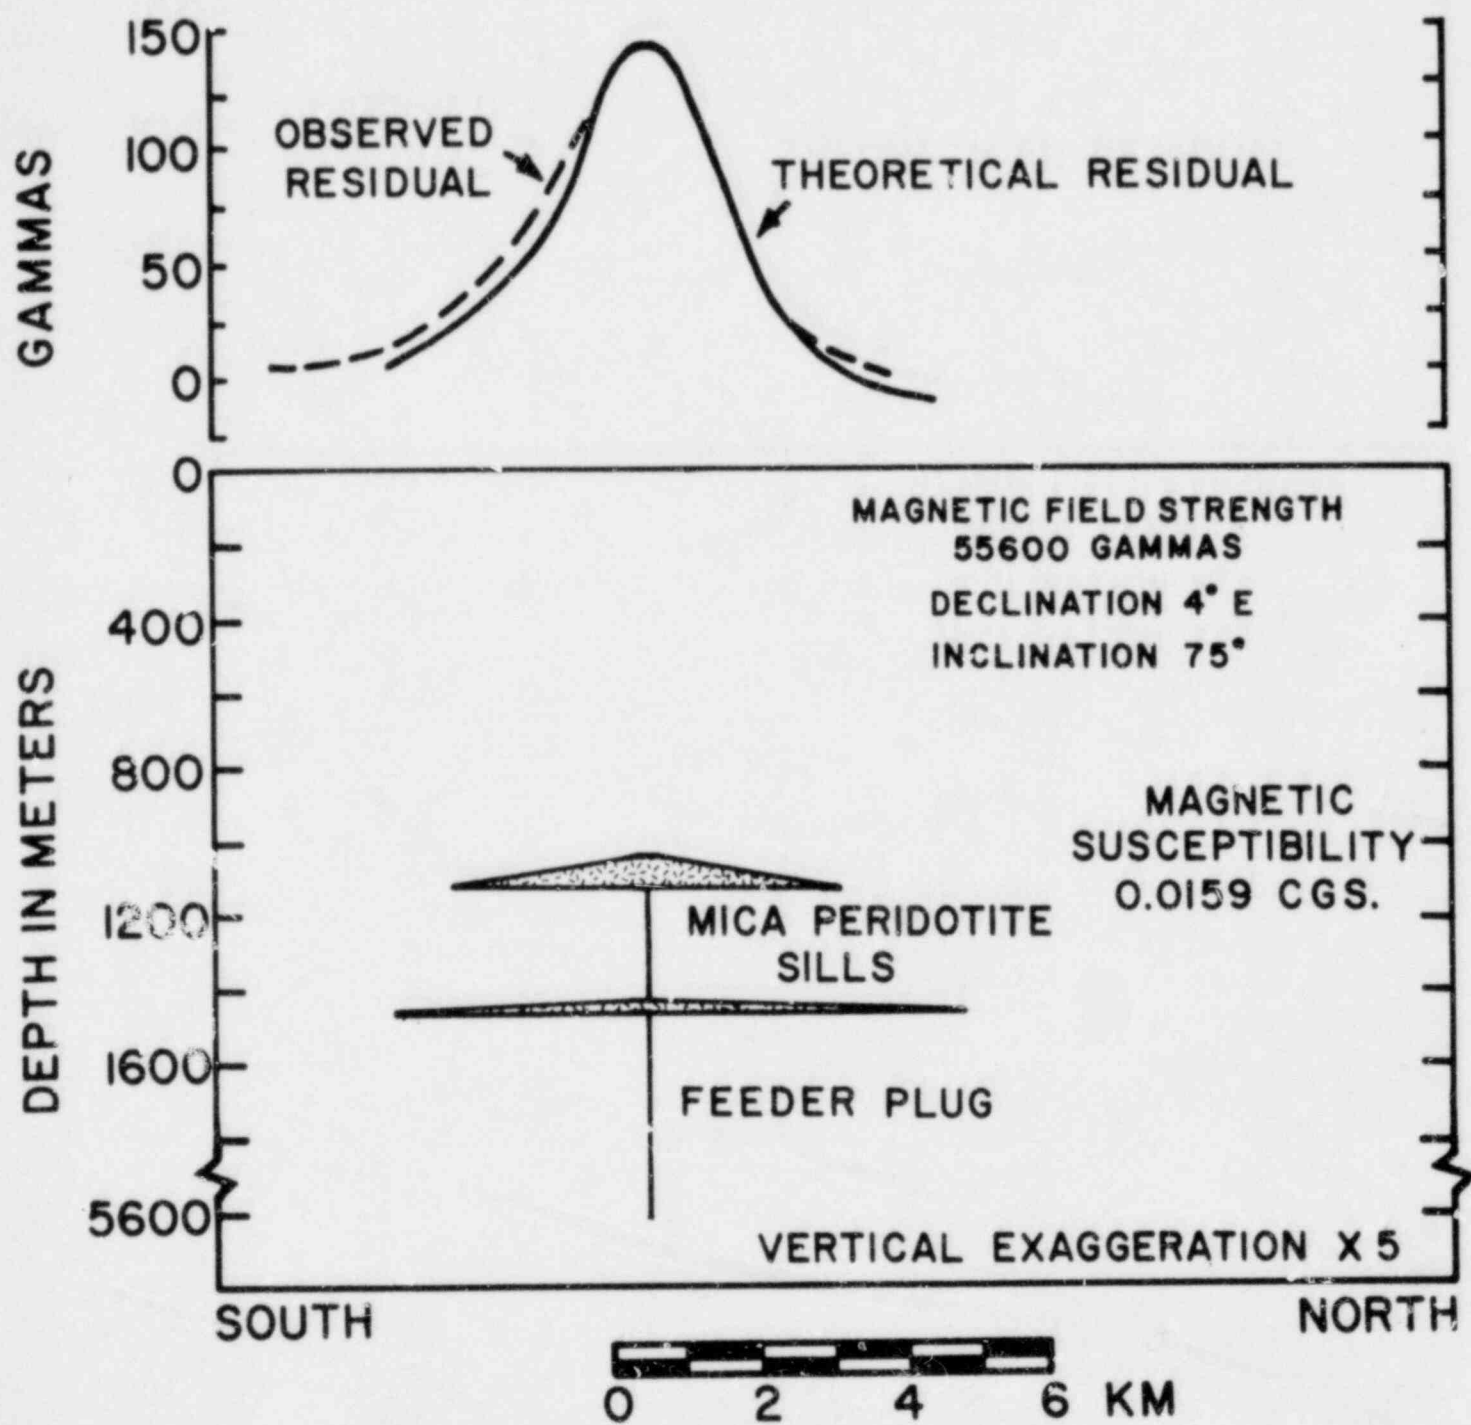 150
100
50
0
GAMMAS
OBSERVED
RESIDUAL
THEORETICAL RESIDUAL
0
400
800
1200
1600
5600
DEPTH IN METERS
MAGNETIC FIELD STRENGTH
55600 GAMMAS
DECLINATION 4° E
INCLINATION 75°
MAGNETIC
SUSCEPTIBILITY
0.0159 CGS.
MICA PERIDOTITE
SILLS
FEEDER PLUG
VERTICAL EXAGGERATION X 5
SOUTH
NORTH
0 2 4 6 KM